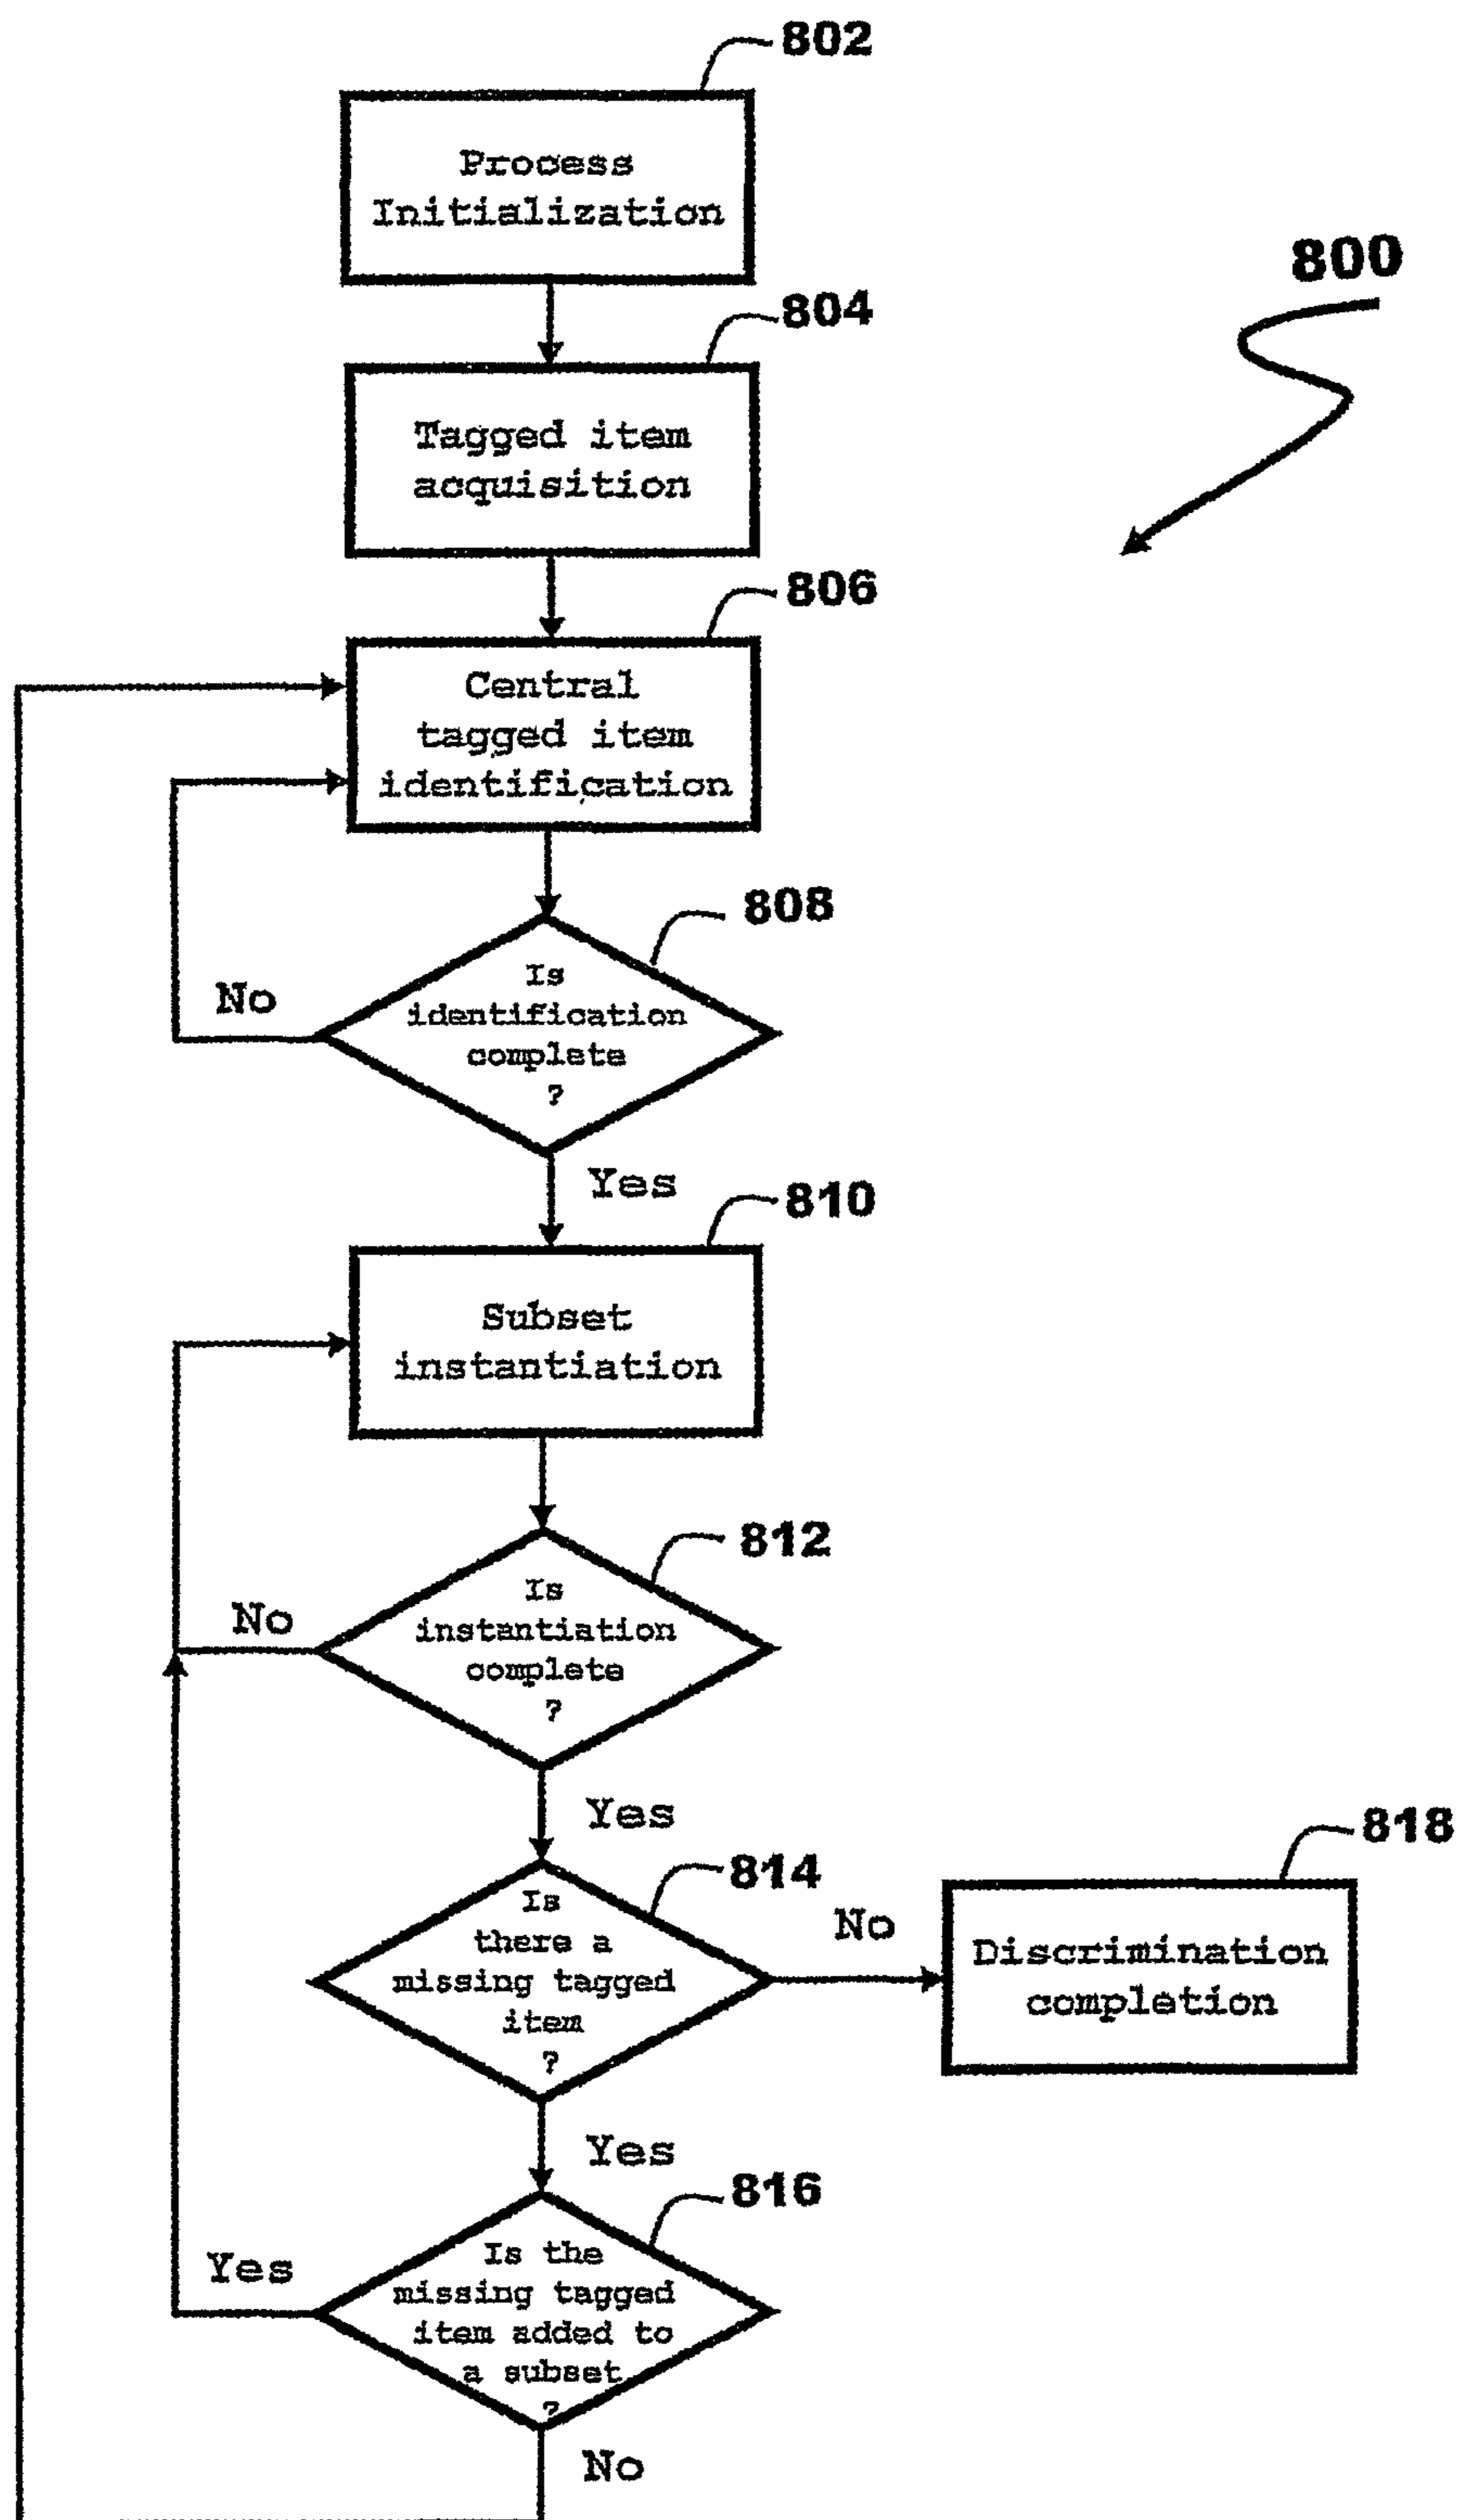 802
Process
Initialization
800
804
Tagged item
acquisition
806
Central
tagged item
identification
808
Is
identification
complete
?
No
Yes
810
Subset
instantiation
812
Is
instantiation
complete
?
No
Yes
814
Is
there a
missing tagged
item
?
No
818
Discrimination
completion
Yes
816
Is the
missing tagged
item added to
a subset
?
Yes
No